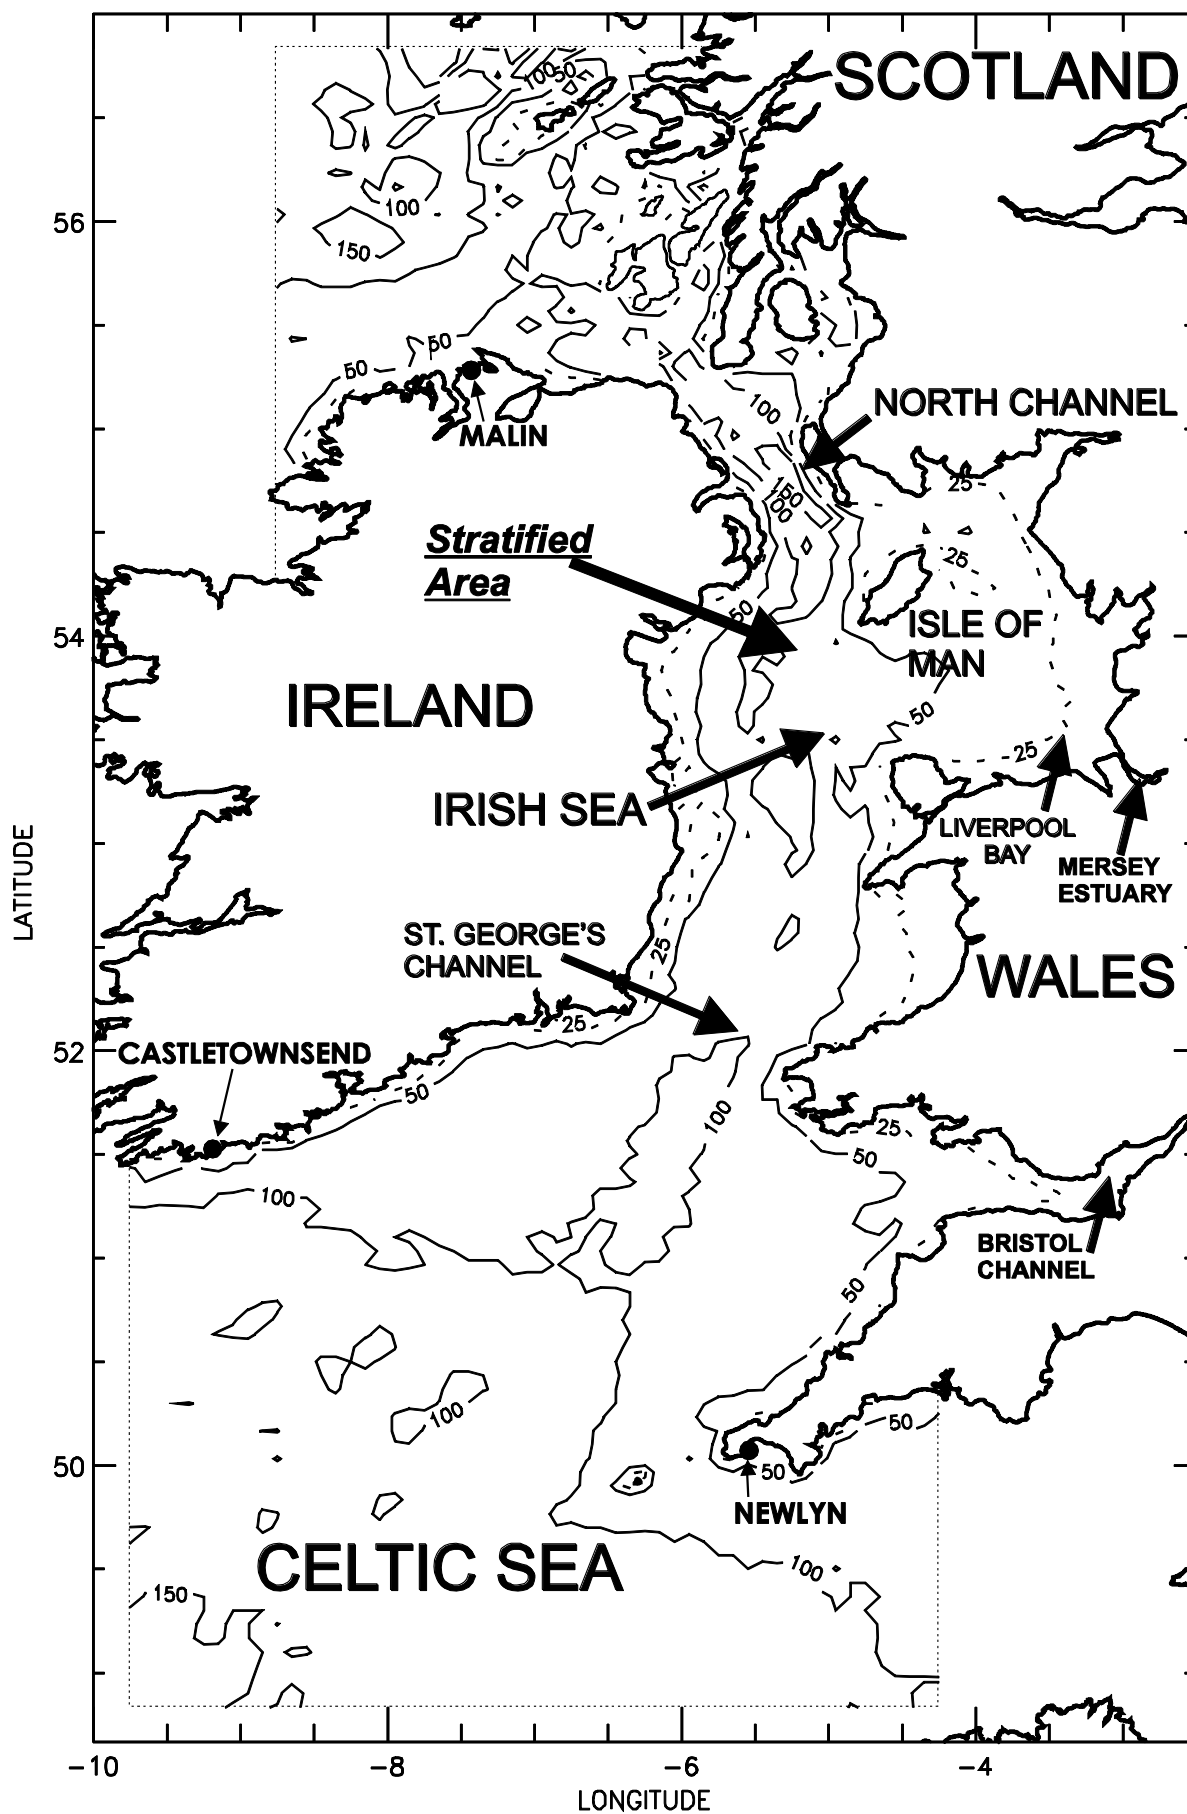 SCOTLAND
100
50
56
100
150
50
50
MALIN
100
NORTH CHANNEL
25
150
100
Stratified
Area
25
50
54
ISLE OF
MAN
IRELAND
50
25
IRISH SEA
LIVERPOOL
BAY
MERSEY
ESTUARY
LATITUDE
ST. GEORGE'S
CHANNEL
25
WALES
25
52
CASTLETOWNSEND
50
100
25
50
100
BRISTOL
CHANNEL
50
100
50
50
50
NEWLYN
CELTIC SEA
100
150
-10
-8
-6
-4
LONGITUDE